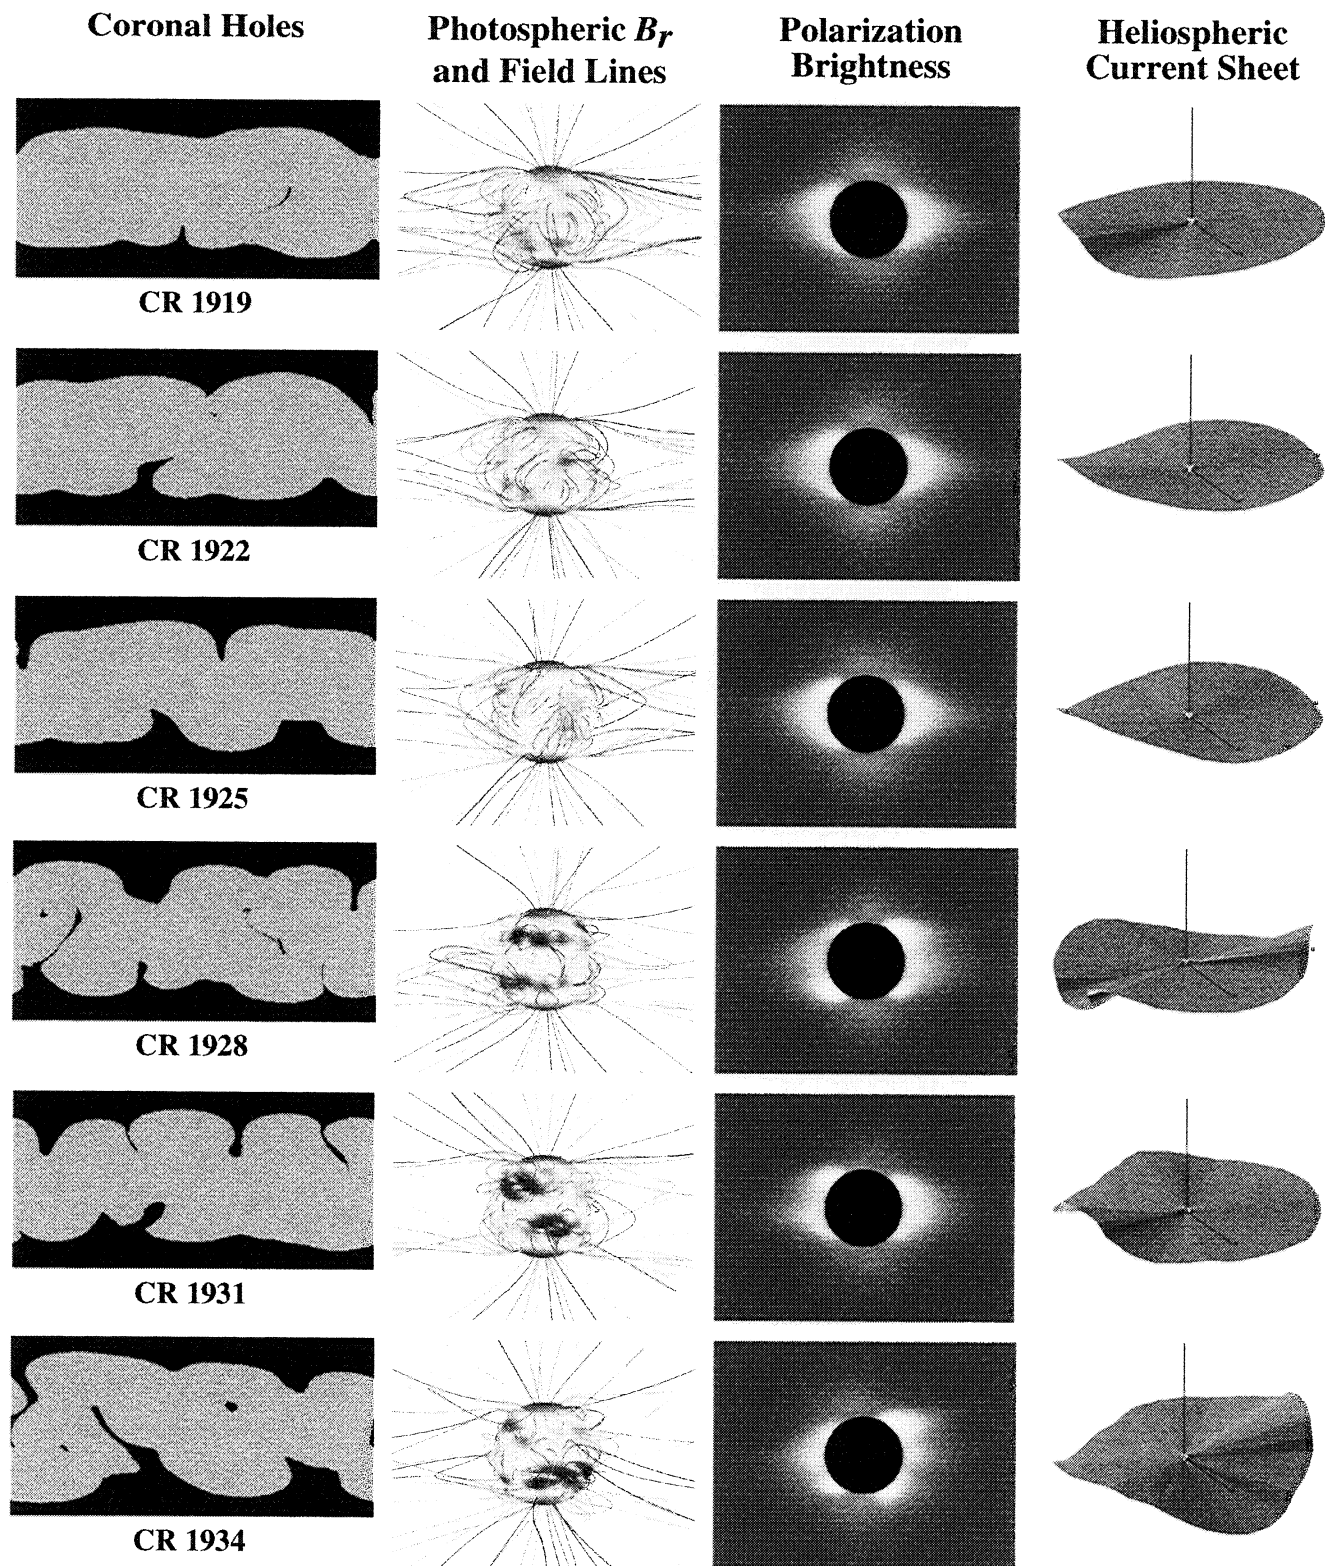 Coronal Holes
Photospheric Br
and Field Lines
Polarization
Brightness
Heliospheric
Current Sheet
CR 1919
CR 1922
CR 1925
CR 1928
CR 1931
CR 1934